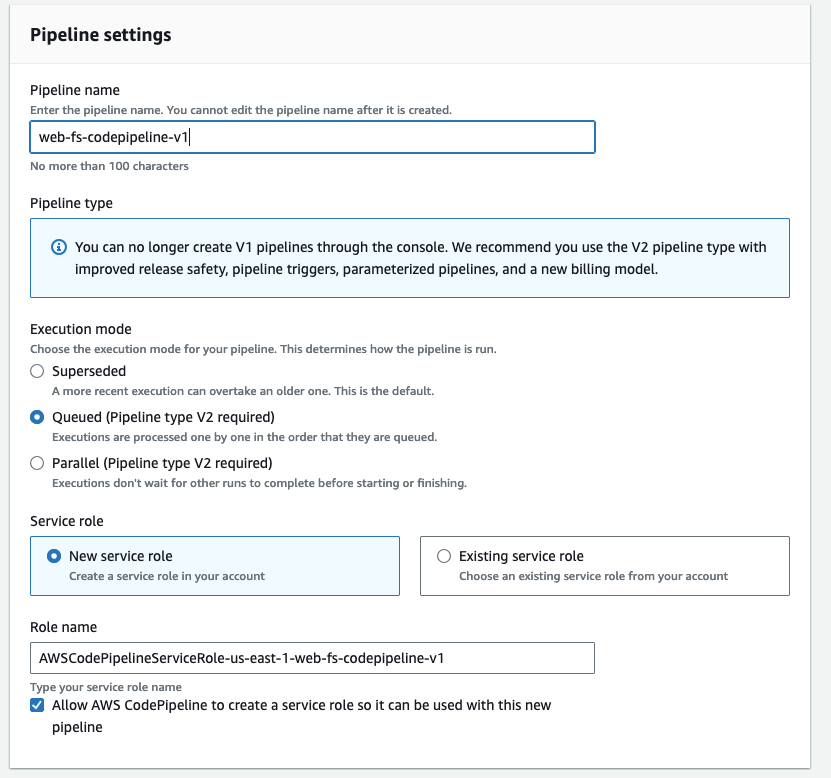 Pipeline settings
Pipeline name
Enter the pipeline name. You cannot edit the pipeline name after it is created.
web-fs-codepipeline-v1
No more than 100 characters
Pipeline type
You can no longer create V1 pipelines through the console. We recommend you use the V2 pipeline type with
improved release safety, pipeline triggers, parameterized pipelines, and a new billing model.
Execution mode
Choose the execution mode for your pipeline. This determines how the pipeline is run.
Superseded
A more recent execution can overtake an older one. This is the default.
Queued (Pipeline type V2 required)
Executions are processed one by one in the order that they are queued.
Parallel (Pipeline type V2 required)
Executions don't wait for other runs to complete before starting or finishing.
Service role
New service role
Create a service role in your account
Existing service role
Choose an existing service role from your account
Role name
AWSCodePipelineServiceRole-us-east-1-web-fs-codepipeline-v1
Type your service role name
Allow AWS CodePipeline to create a service role so it can be used with this new
pipeline